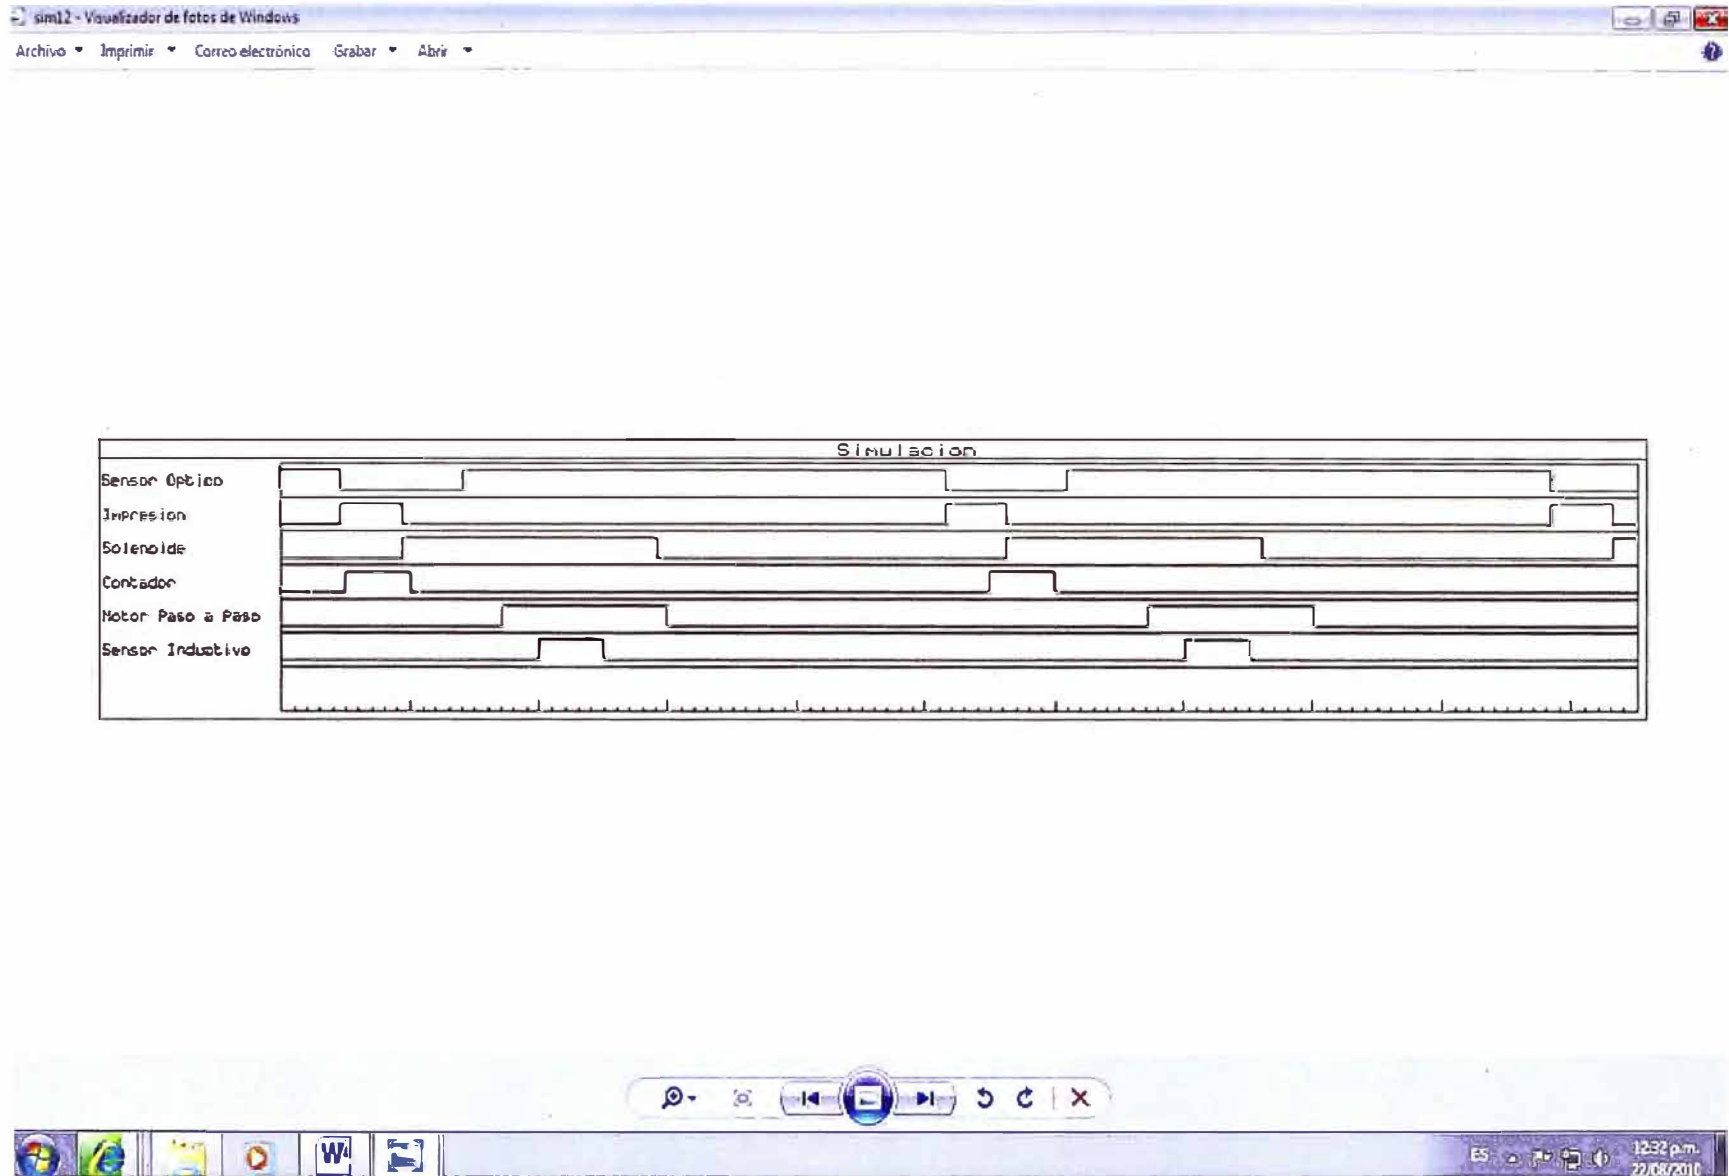 sim12 - Visualizador de fotos de Windows
Archivo Imprimir Correo electrónico Grabar Abrir
Simulacion
Sensor Optico
Impresion
Solenoide
Contador
Motor Paso a Paso
Sensor Inductivo
ES 12:32 p.m.
22/08/2010